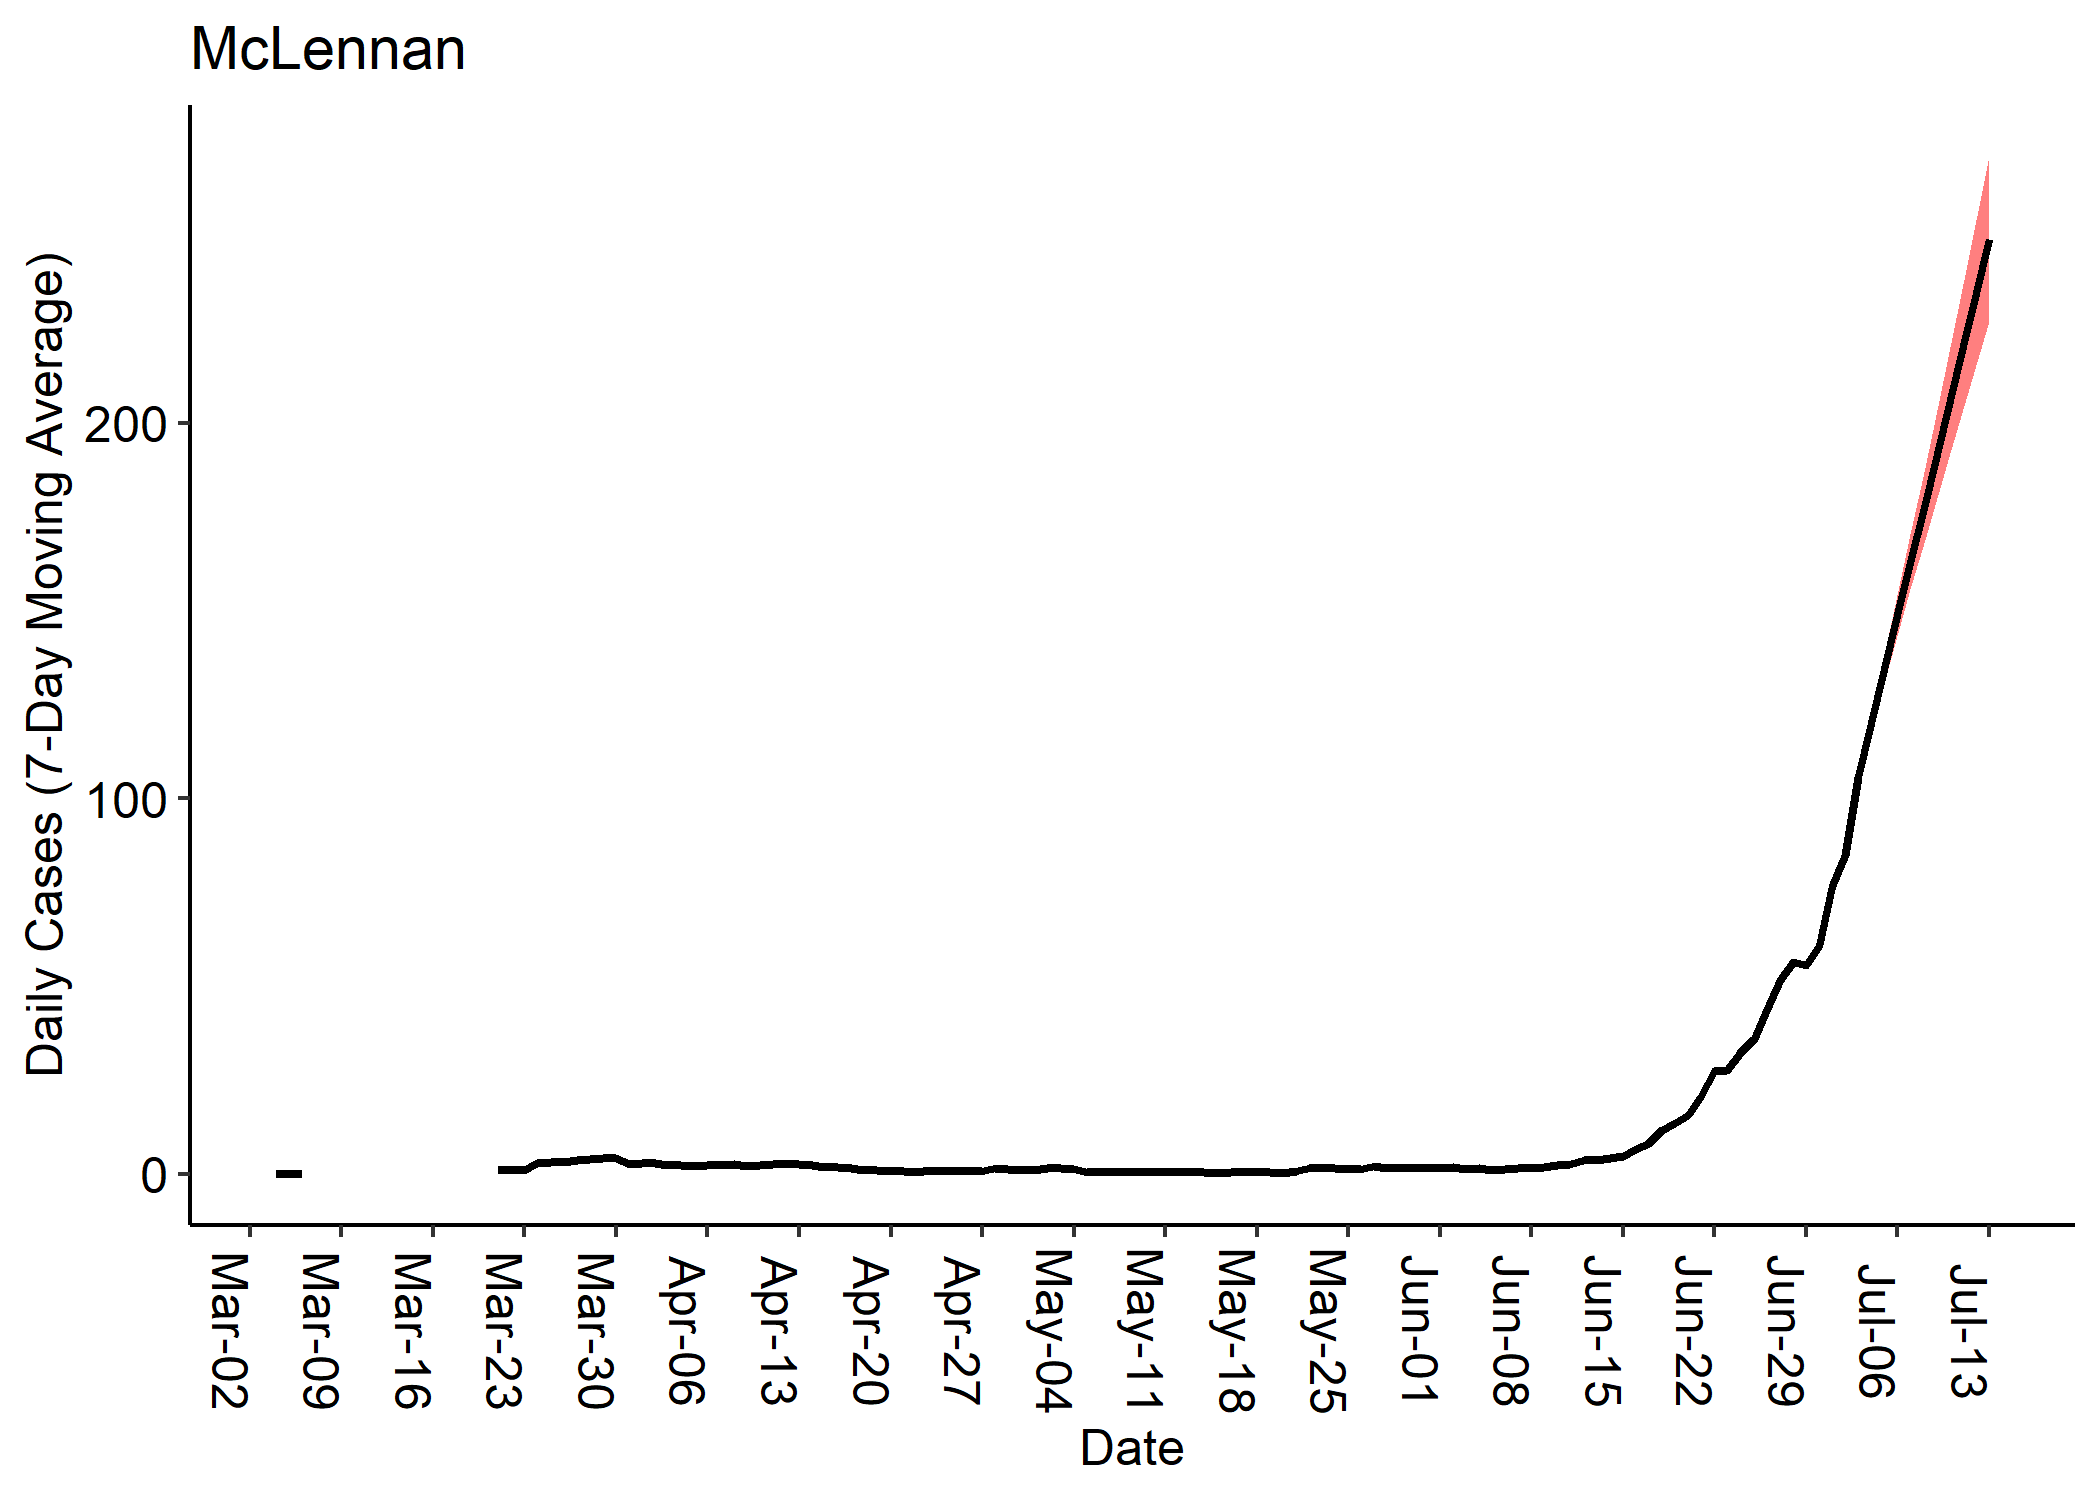 McLennan
Daily Cases (7-Day Moving Average)
200
100
0
Mar-02
Mar-09
Mar-16
Mar-23
Mar-30
Apr-06
Apr-13
Apr-20
Apr-27
May-04
May-11
May-18
May-25
Jun-01
Jun-08
Jun-15
Jun-22
Jun-29
Jul-06
Jul-13
Date